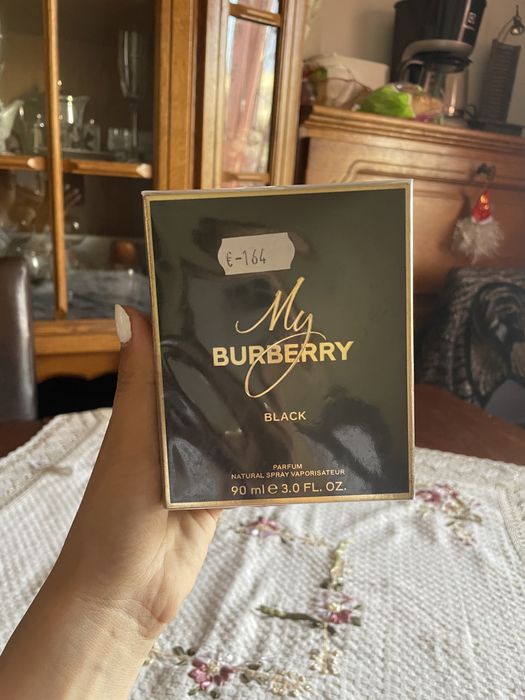 €-164
My
BURBERRY
BLACK
PARFUM
NATURAL SPRAY VAPORISATEUR
90 ml ℮ 3.0 FL. OZ.